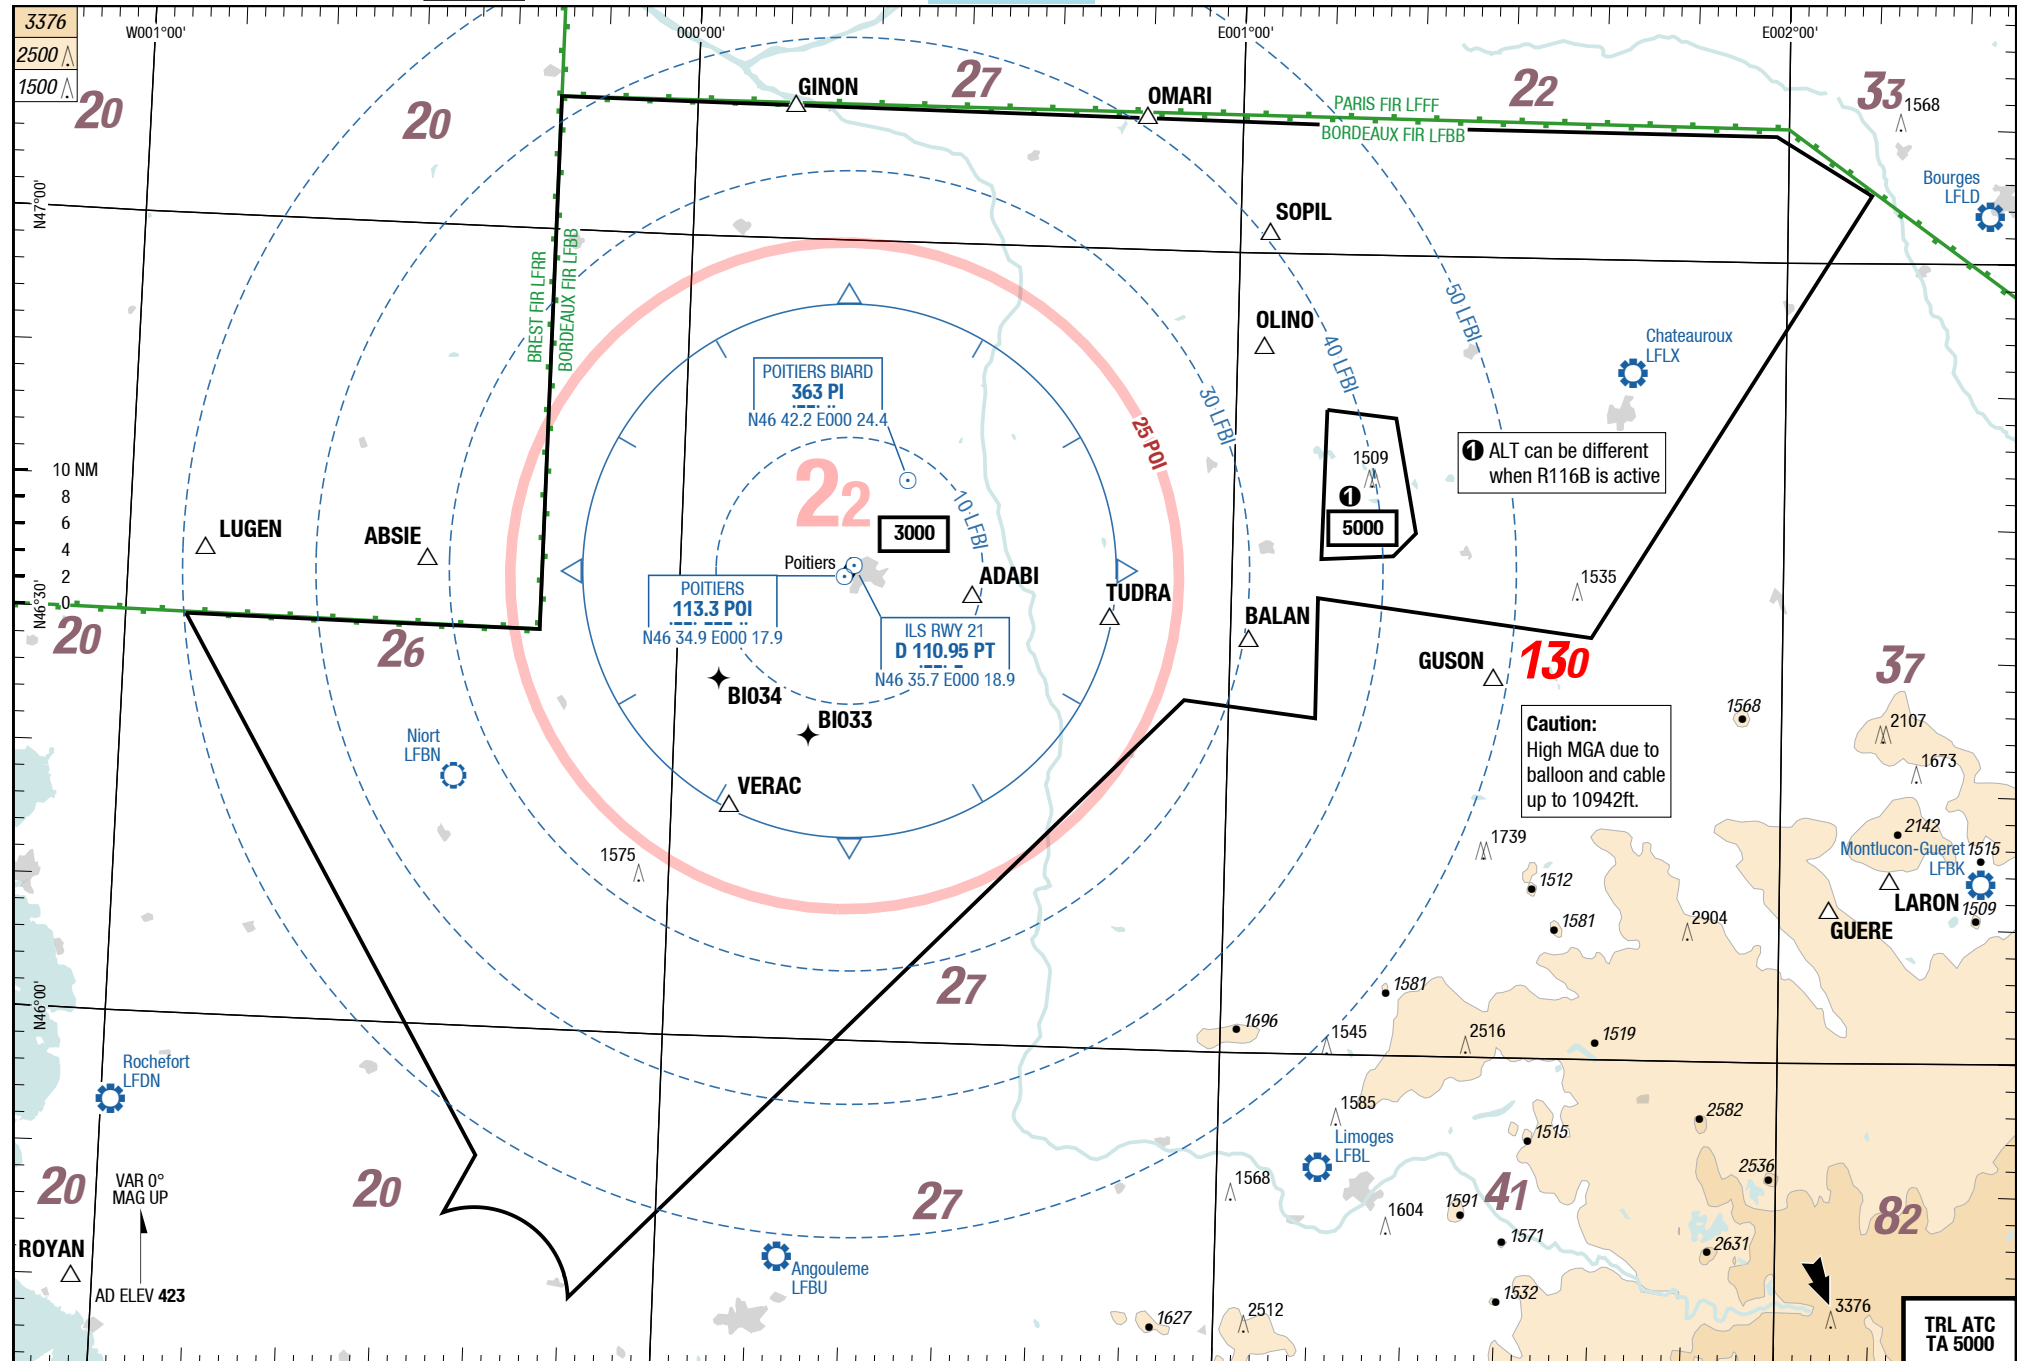 3376
2500
1500
W001°00'
000°00'
E001°00'
E002°00'
20
20
27
22
33
1568
GINON
OMARI
PARIS FIR LFFF
BORDEAUX FIR LFBB
Bourges
LFLD
N47°00'
SOPIL
BREST FIR LFRR
BORDEAUX FIR LFBB
50 LFBI
40 LFBI
30 LFBI
OLINO
Chateauroux
LFLX
POITIERS BIARD
363 PI
N46 42.2 E000 24.4
25 POI
1509
1
5000
1 ALT can be different
when R116B is active
10 NM
8
6
4
2
0
N46°30'
22
10 LFBI
3000
LUGEN
ABSIE
Poitiers
ADABI
TUDRA
1535
POITIERS
113.3 POI
N46 34.9 E000 17.9
ILS RWY 21
D 110.95 PT
N46 35.7 E000 18.9
BALAN
20
26
GUSON
130
37
BI034
BI033
Caution:
High MGA due to
balloon and cable
up to 10942ft.
1568
2107
1673
Niort
LFBN
VERAC
1575
1739
2142
Montlucon-Gueret
LFBK
1515
1512
LARON
1509
1581
2904
GUERE
27
1581
N46°00'
1696
1545
2516
1519
Rochefort
LFDN
1585
2582
Limoges
LFBL
1515
2536
20
VAR 0°
MAG UP
20
27
1568
41
1591
1604
82
1571
2631
ROYAN
AD ELEV 423
Angouleme
LFBU
1532
1627
2512
3376
TRL ATC
TA 5000